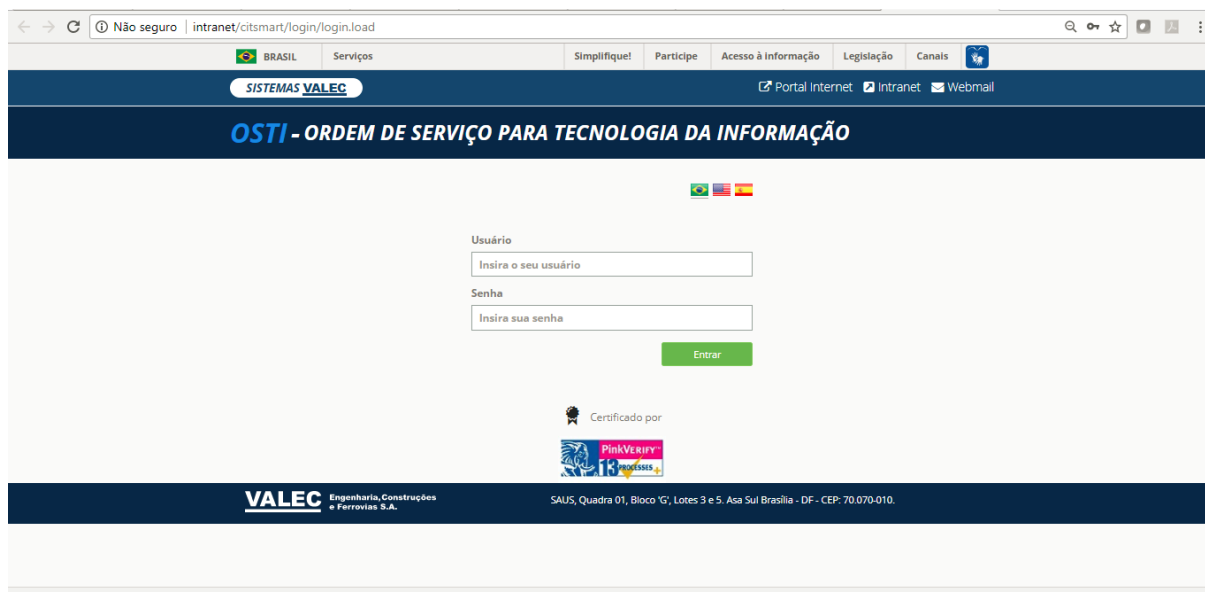 Não seguro | intranet/citsmart/login/login.load
BRASIL Serviços Simplifique! Participe Acesso à informação Legislação Canais
SISTEMAS VALEC Portal Internet Intranet Webmail
OSTI - ORDEM DE SERVIÇO PARA TECNOLOGIA DA INFORMAÇÃO
Usuário
Insira o seu usuário
Senha
Insira sua senha
Entrar
Certificado por
PinkVERIFY™
13 PROCESSES +
VALEC Engenharia,Construções
e Ferrovias S.A.
SAUS, Quadra 01, Bloco 'G', Lotes 3 e 5. Asa Sul Brasília - DF - CEP: 70.070-010.